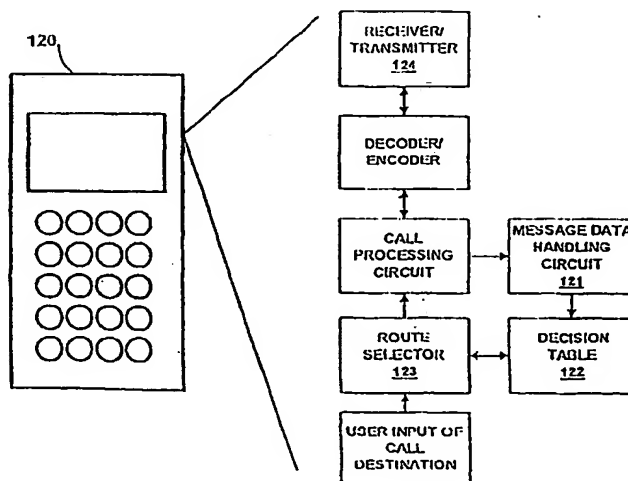 120
RECEIVER/
TRANSMITTER
124
DECODER/
ENCODER
CALL
PROCESSING
CIRCUIT
MESSAGE DATA
HANDLING
CIRCUIT
121
ROUTE
SELECTOR
123
DECISION
TABLE
122
USER INPUT OF
CALL
DESTINATION